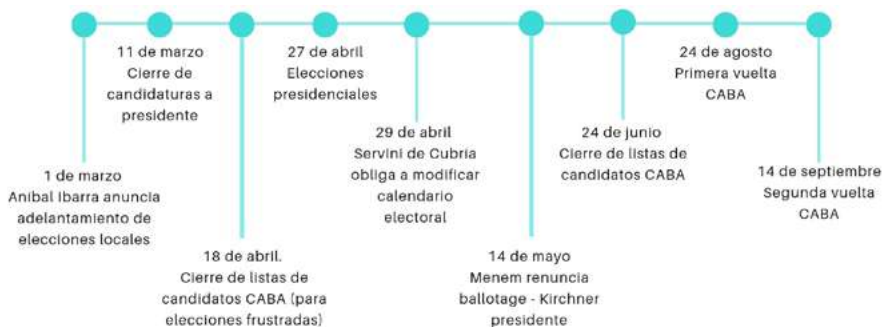 1 de marzo
Aníbal Ibarra anuncia
adelantamiento de
elecciones locales
11 de marzo
Cierre de
candidaturas a
presidente
18 de abril.
Cierre de listas de
candidatos CABA (para
elecciones frustradas)
27 de abril
Elecciones
presidenciales
29 de abril
Servini de Cubría
obliga a modificar
calendario
electoral
14 de mayo
Menem renuncia
ballotage - Kirchner
presidente
24 de junio
Cierre de listas de
candidatos CABA
24 de agosto
Primera vuelta
CABA
14 de septiembre
Segunda vuelta
CABA